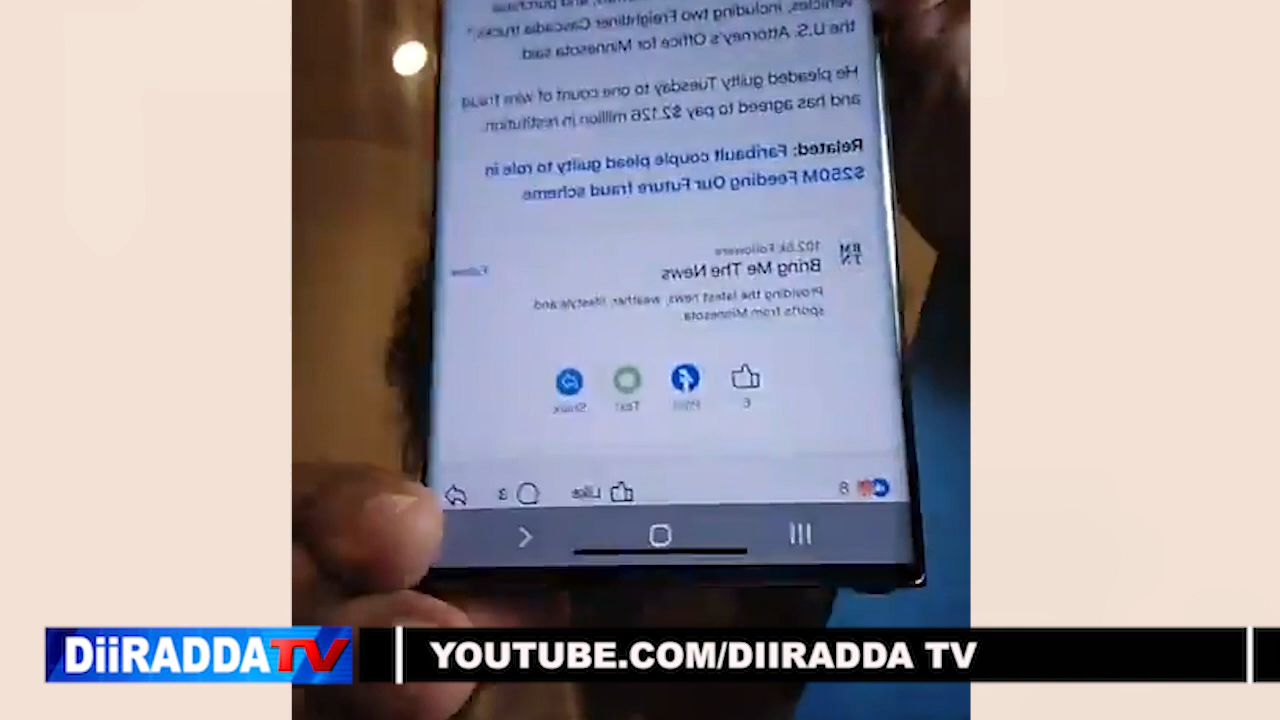 vehicles, including two Freightliner Cascadia trucks,"
the U.S. Attorney's Office for Minnesota said
He pleaded guilty Tuesday to one count of wire fraud
and has agreed to pay $2.126 million in restitution.
Related: Faribault couple plead guilty to role in
$250M Feeding Our Future fraud scheme
BM
TN
102.6k Followers
Bring Me The News
Follow
Providing the latest news, weather, lifestyle and
sports from Minnesota.
Text
Share
8
Like
3
DiiRADDA TV
YOUTUBE.COM/DIIRADDA TV